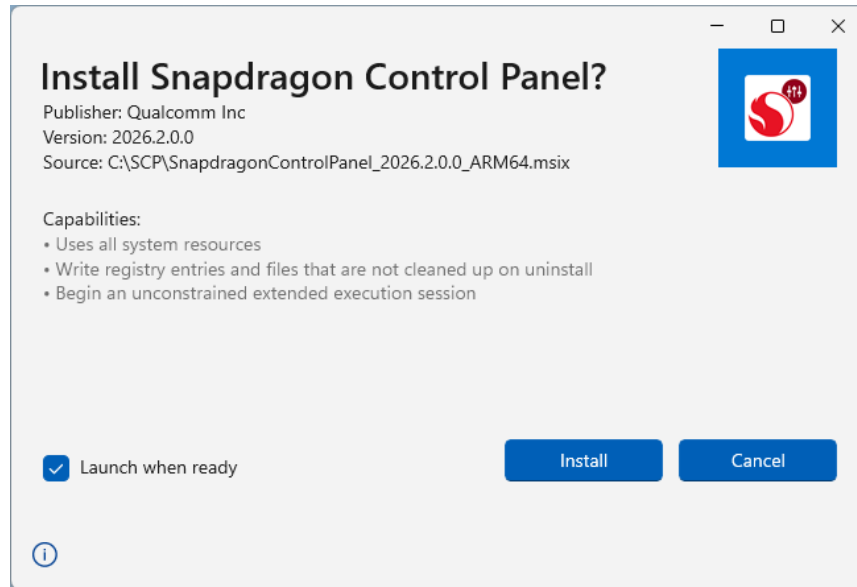 Install Snapdragon Control Panel?
Publisher: Qualcomm Inc
Version: 2026.2.0.0
Source: C:\SCP\SnapdragonControlPanel_2026.2.0.0_ARM64.msix
Capabilities:
• Uses all system resources
• Write registry entries and files that are not cleaned up on uninstall
• Begin an unconstrained extended execution session
Launch when ready
Install
Cancel